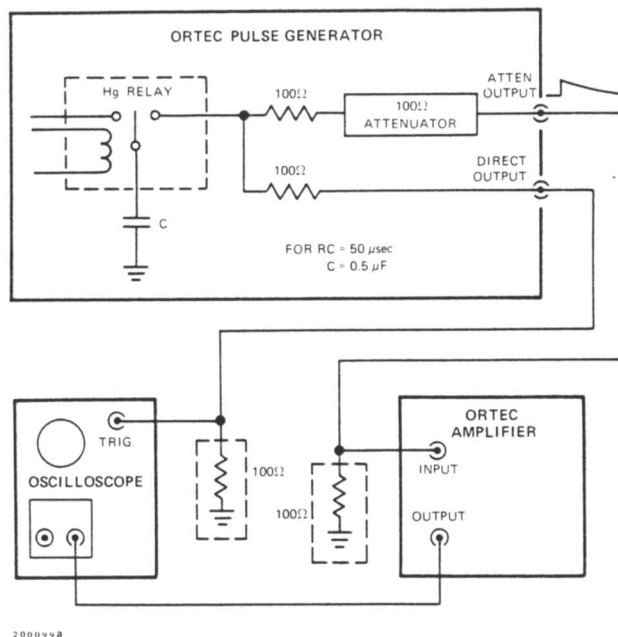 ORTEC PULSE GENERATOR
Hg RELAY
100Ω
100Ω
ATTENUATOR
ATTEN
OUTPUT
100Ω
DIRECT
OUTPUT
C
FOR RC = 50 μsec
C = 0.5 μF
TRIG.
OSCILLOSCOPE
100Ω
100Ω
ORTEC
AMPLIFIER
INPUT
OUTPUT
200099a